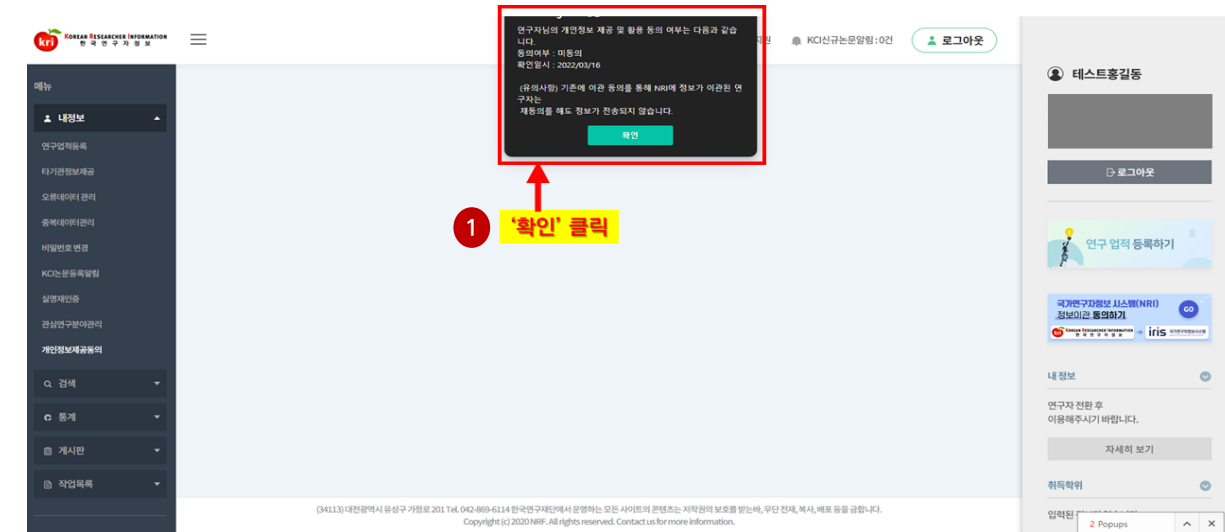 kri KOREAN RESEARCHER INFORMATION
한 국 연 구 자 정 보
연구자님의 개인정보 제공 및 활용 동의 여부는 다음과 같습
니다.
동의여부 : 미동의
확인일시 : 2022/03/16
(유의사항) 기존에 이관 동의를 통해 NRI에 정보가 이관된 연
구자는
재동의를 해도 정보가 전송되지 않습니다.
확인
KCI신규논문알림 : 0건
로그아웃
1 '확인' 클릭
메뉴
내정보
연구업적등록
타기관정보제공
오류데이터 관리
중복데이터관리
비밀번호 변경
KCI논문등록알림
실명재인증
관심연구분야관리
개인정보제공동의
검색
통계
게시판
작업목록
테스트홍길동
로그아웃
연구 업적 등록하기
국가연구자정보 시스템(NRI)
정보이관 동의하기
GO
kri KOREAN RESEARCHER INFORMATION
한 국 연 구 자 정 보
iris
내정보
연구자 전환 후
이용해주시기 바랍니다.
자세히 보기
취득학위
입력된
2 Popups
(34113) 대전광역시 유성구 가정로 201 Tel. 042-869-6114 한국연구재단에서 운영하는 모든 사이트의 콘텐츠는 저작권의 보호를 받는바, 무단 전재, 복사, 배포 등을 금합니다.
Copyright (c) 2020 NRF. All rights reserved. Contact us for more information.